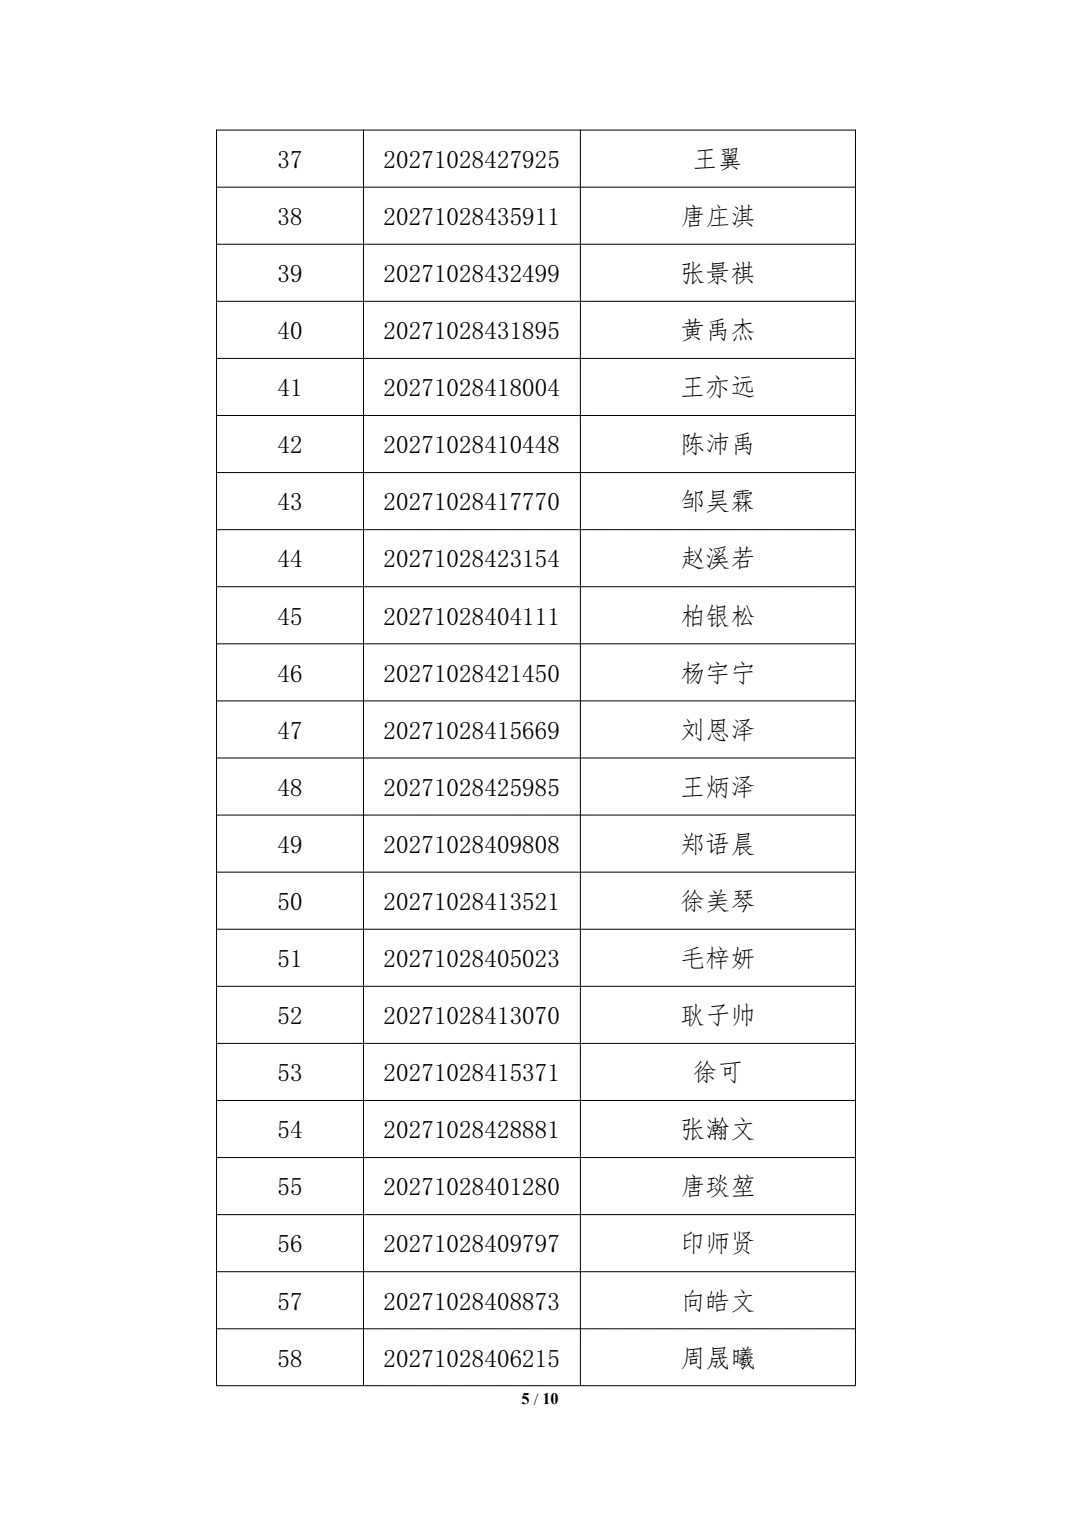 37 20271028427925 王翼
38 20271028435911 唐庄淇
39 20271028432499 张景祺
40 20271028431895 黄禹杰
41 20271028418004 王亦远
42 20271028410448 陈沛禹
43 20271028417770 邹昊霖
44 20271028423154 赵溪若
45 20271028404111 柏银松
46 20271028421450 杨宇宁
47 20271028415669 刘恩泽
48 20271028425985 王炳泽
49 20271028409808 郑语晨
50 20271028413521 徐美琴
51 20271028405023 毛梓妍
52 20271028413070 耿子帅
53 20271028415371 徐可
54 20271028428881 张瀚文
55 20271028401280 唐琰堃
56 20271028409797 印师贤
57 20271028408873 向皓文
58 20271028406215 周晟曦
5 / 10